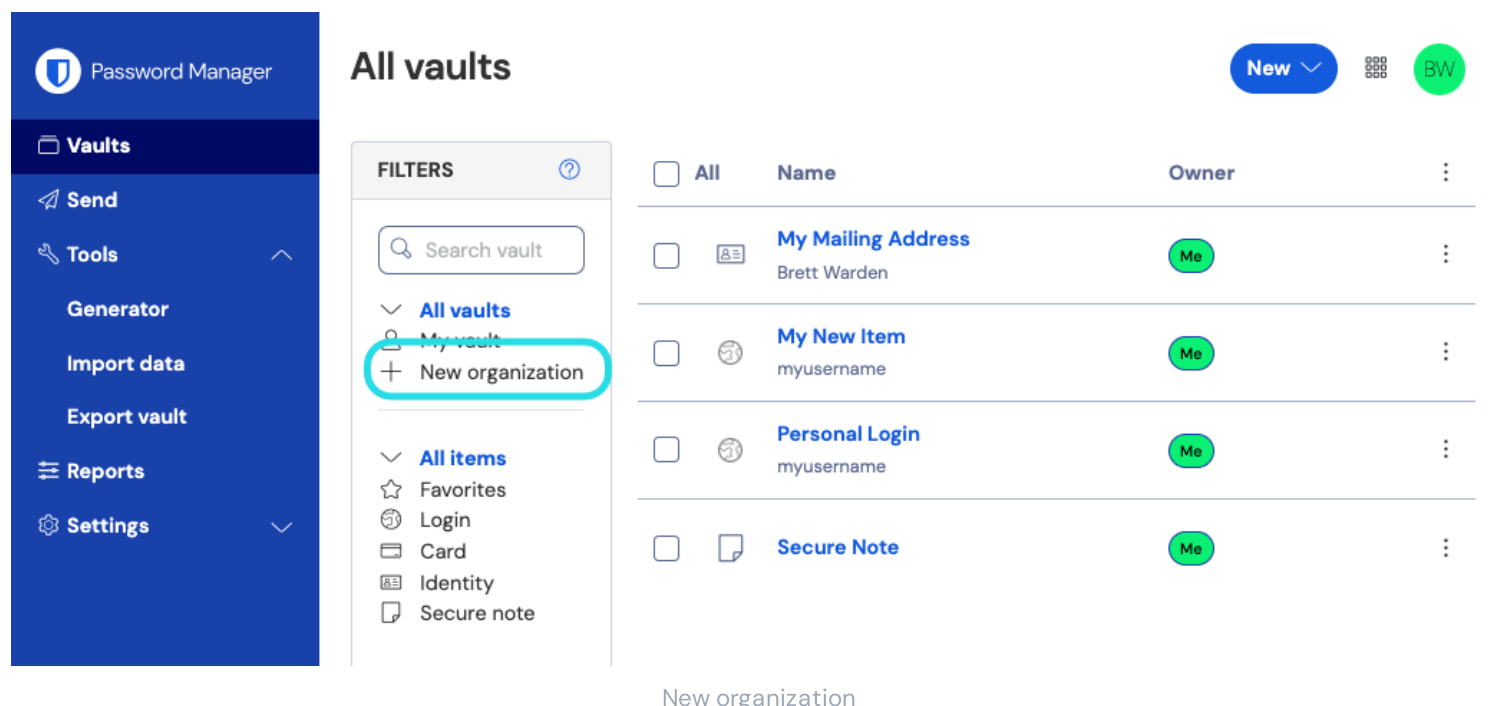 Password Manager
Vaults
Send
Tools
Generator
Import data
Export vault
Reports
Settings
All vaults
New
BW
FILTERS
Search vault
All vaults
My vault
New organization
All items
Favorites
Login
Card
Identity
Secure note
All Name Owner
My Mailing Address
Brett Warden
Me
My New Item
myusername
Me
Personal Login
myusername
Me
Secure Note
Me
New organization